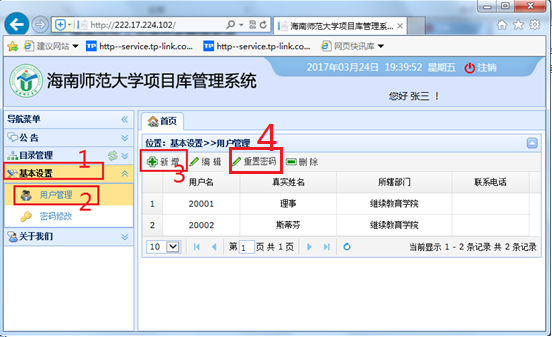 http://222.17.224.102/
海南师范大学项目库管理系统...
建议网站
http--service.tp-link.co...
http--service.tp-link.co...
网页快讯库
海南师范大学项目库管理系统
2017年03月24日 19:39:52 星期五 注销
您好 张三 !
导航菜单
公 告
目录管理
基本设置
1
用户管理
2
密码修改
关于我们
首页
位置: 基本设置>>用户管理
4
新 增
编 辑
重置密码
删 除
3
用户名 真实姓名 所辖部门 联系电话
1 20001 理事 继续教育学院
2 20002 斯蒂芬 继续教育学院
10 第 1 页 共 1 页 当前显示 1 - 2 条记录 共 2 条记录